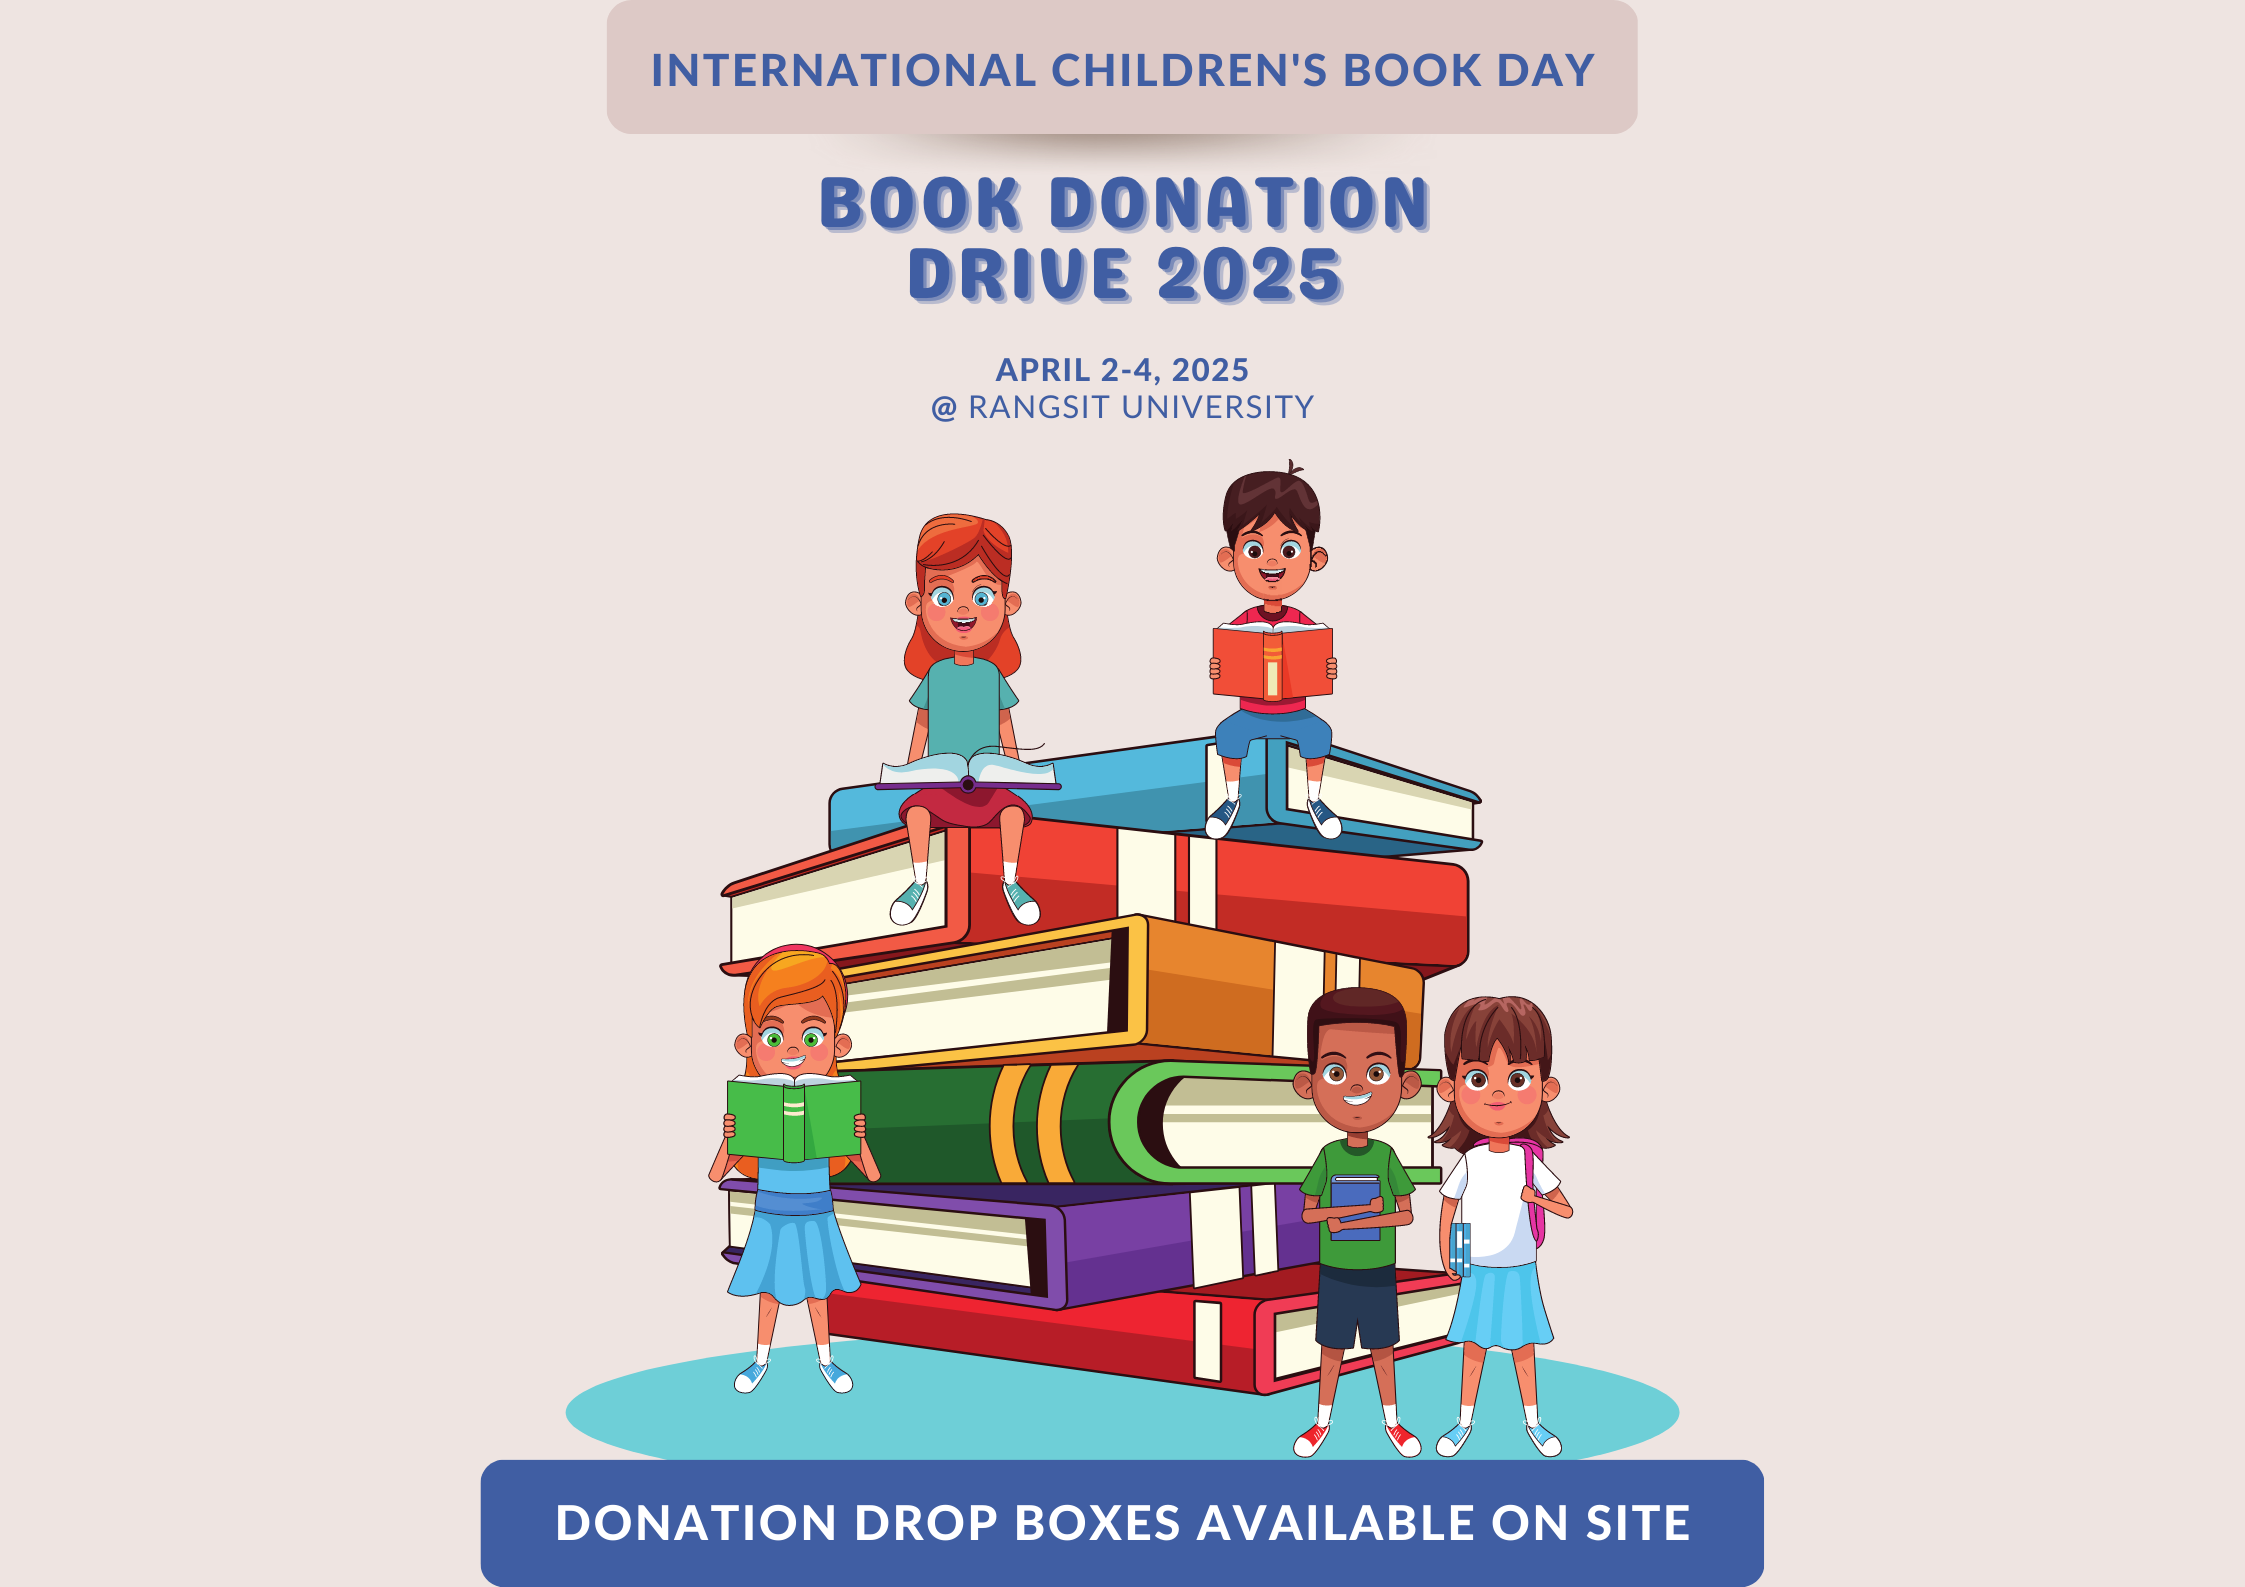 INTERNATIONAL CHILDREN'S BOOK DAY
BOOK DONATION
DRIVE 2025
APRIL 2-4, 2025
@ RANGSIT UNIVERSITY
DONATION DROP BOXES AVAILABLE ON SITE